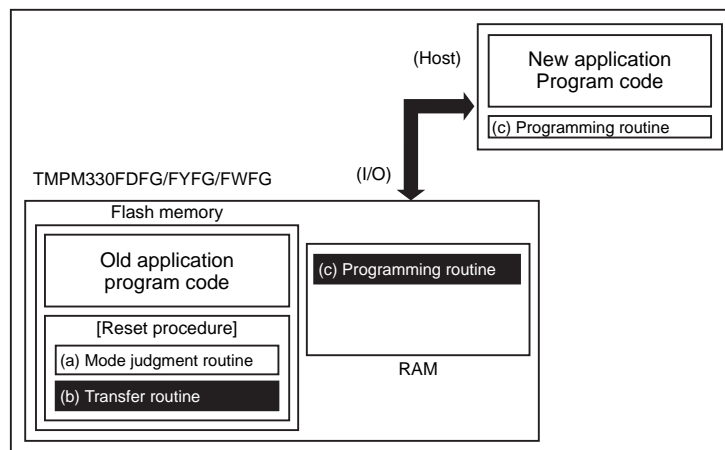 (Host)
New application
Program code
(c) Programming routine
(I/O)
TMPM330FDFG/FYFG/FWFG
Flash memory
Old application
program code
[Reset procedure]
(a) Mode judgment routine
(b) Transfer routine
(c) Programming routine
RAM